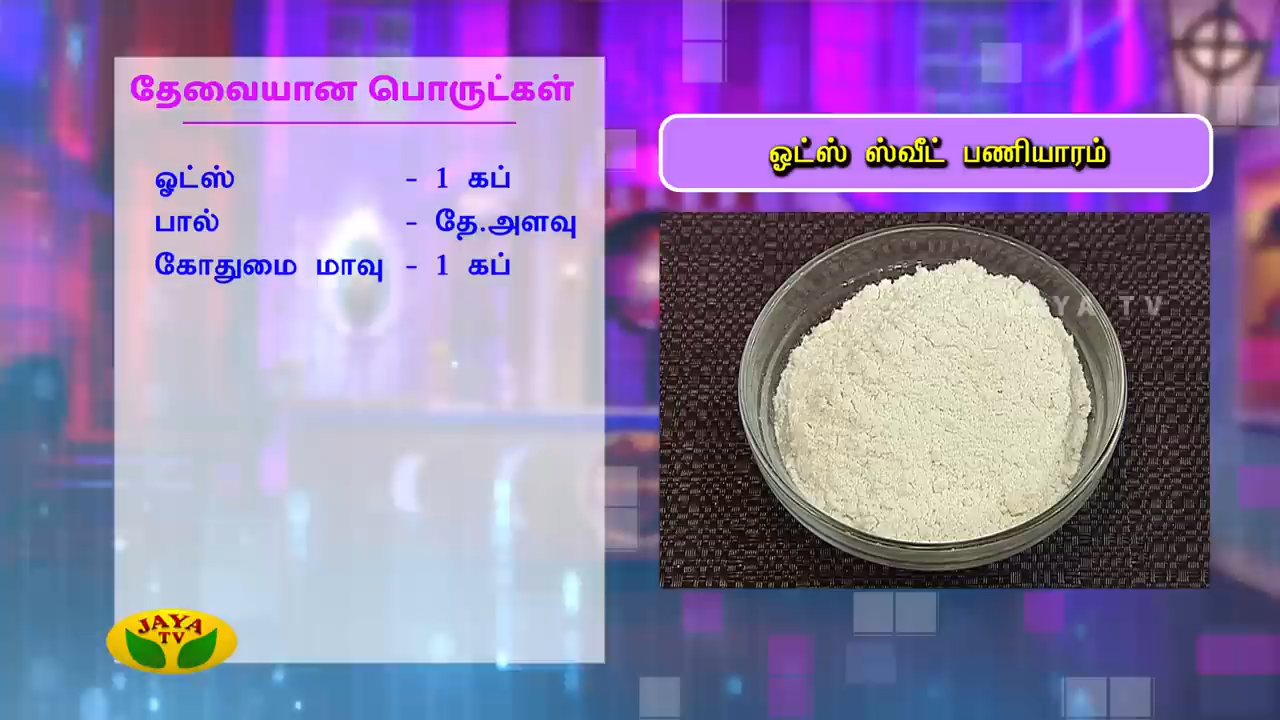 தேவையான பொருட்கள்
ஓட்ஸ் - 1 கப்
பால் - தே.அளவு
கோதுமை மாவு - 1 கப்
ஓட்ஸ் ஸ்வீட் பணியாரம்
JAYA TV
JAYA
TV